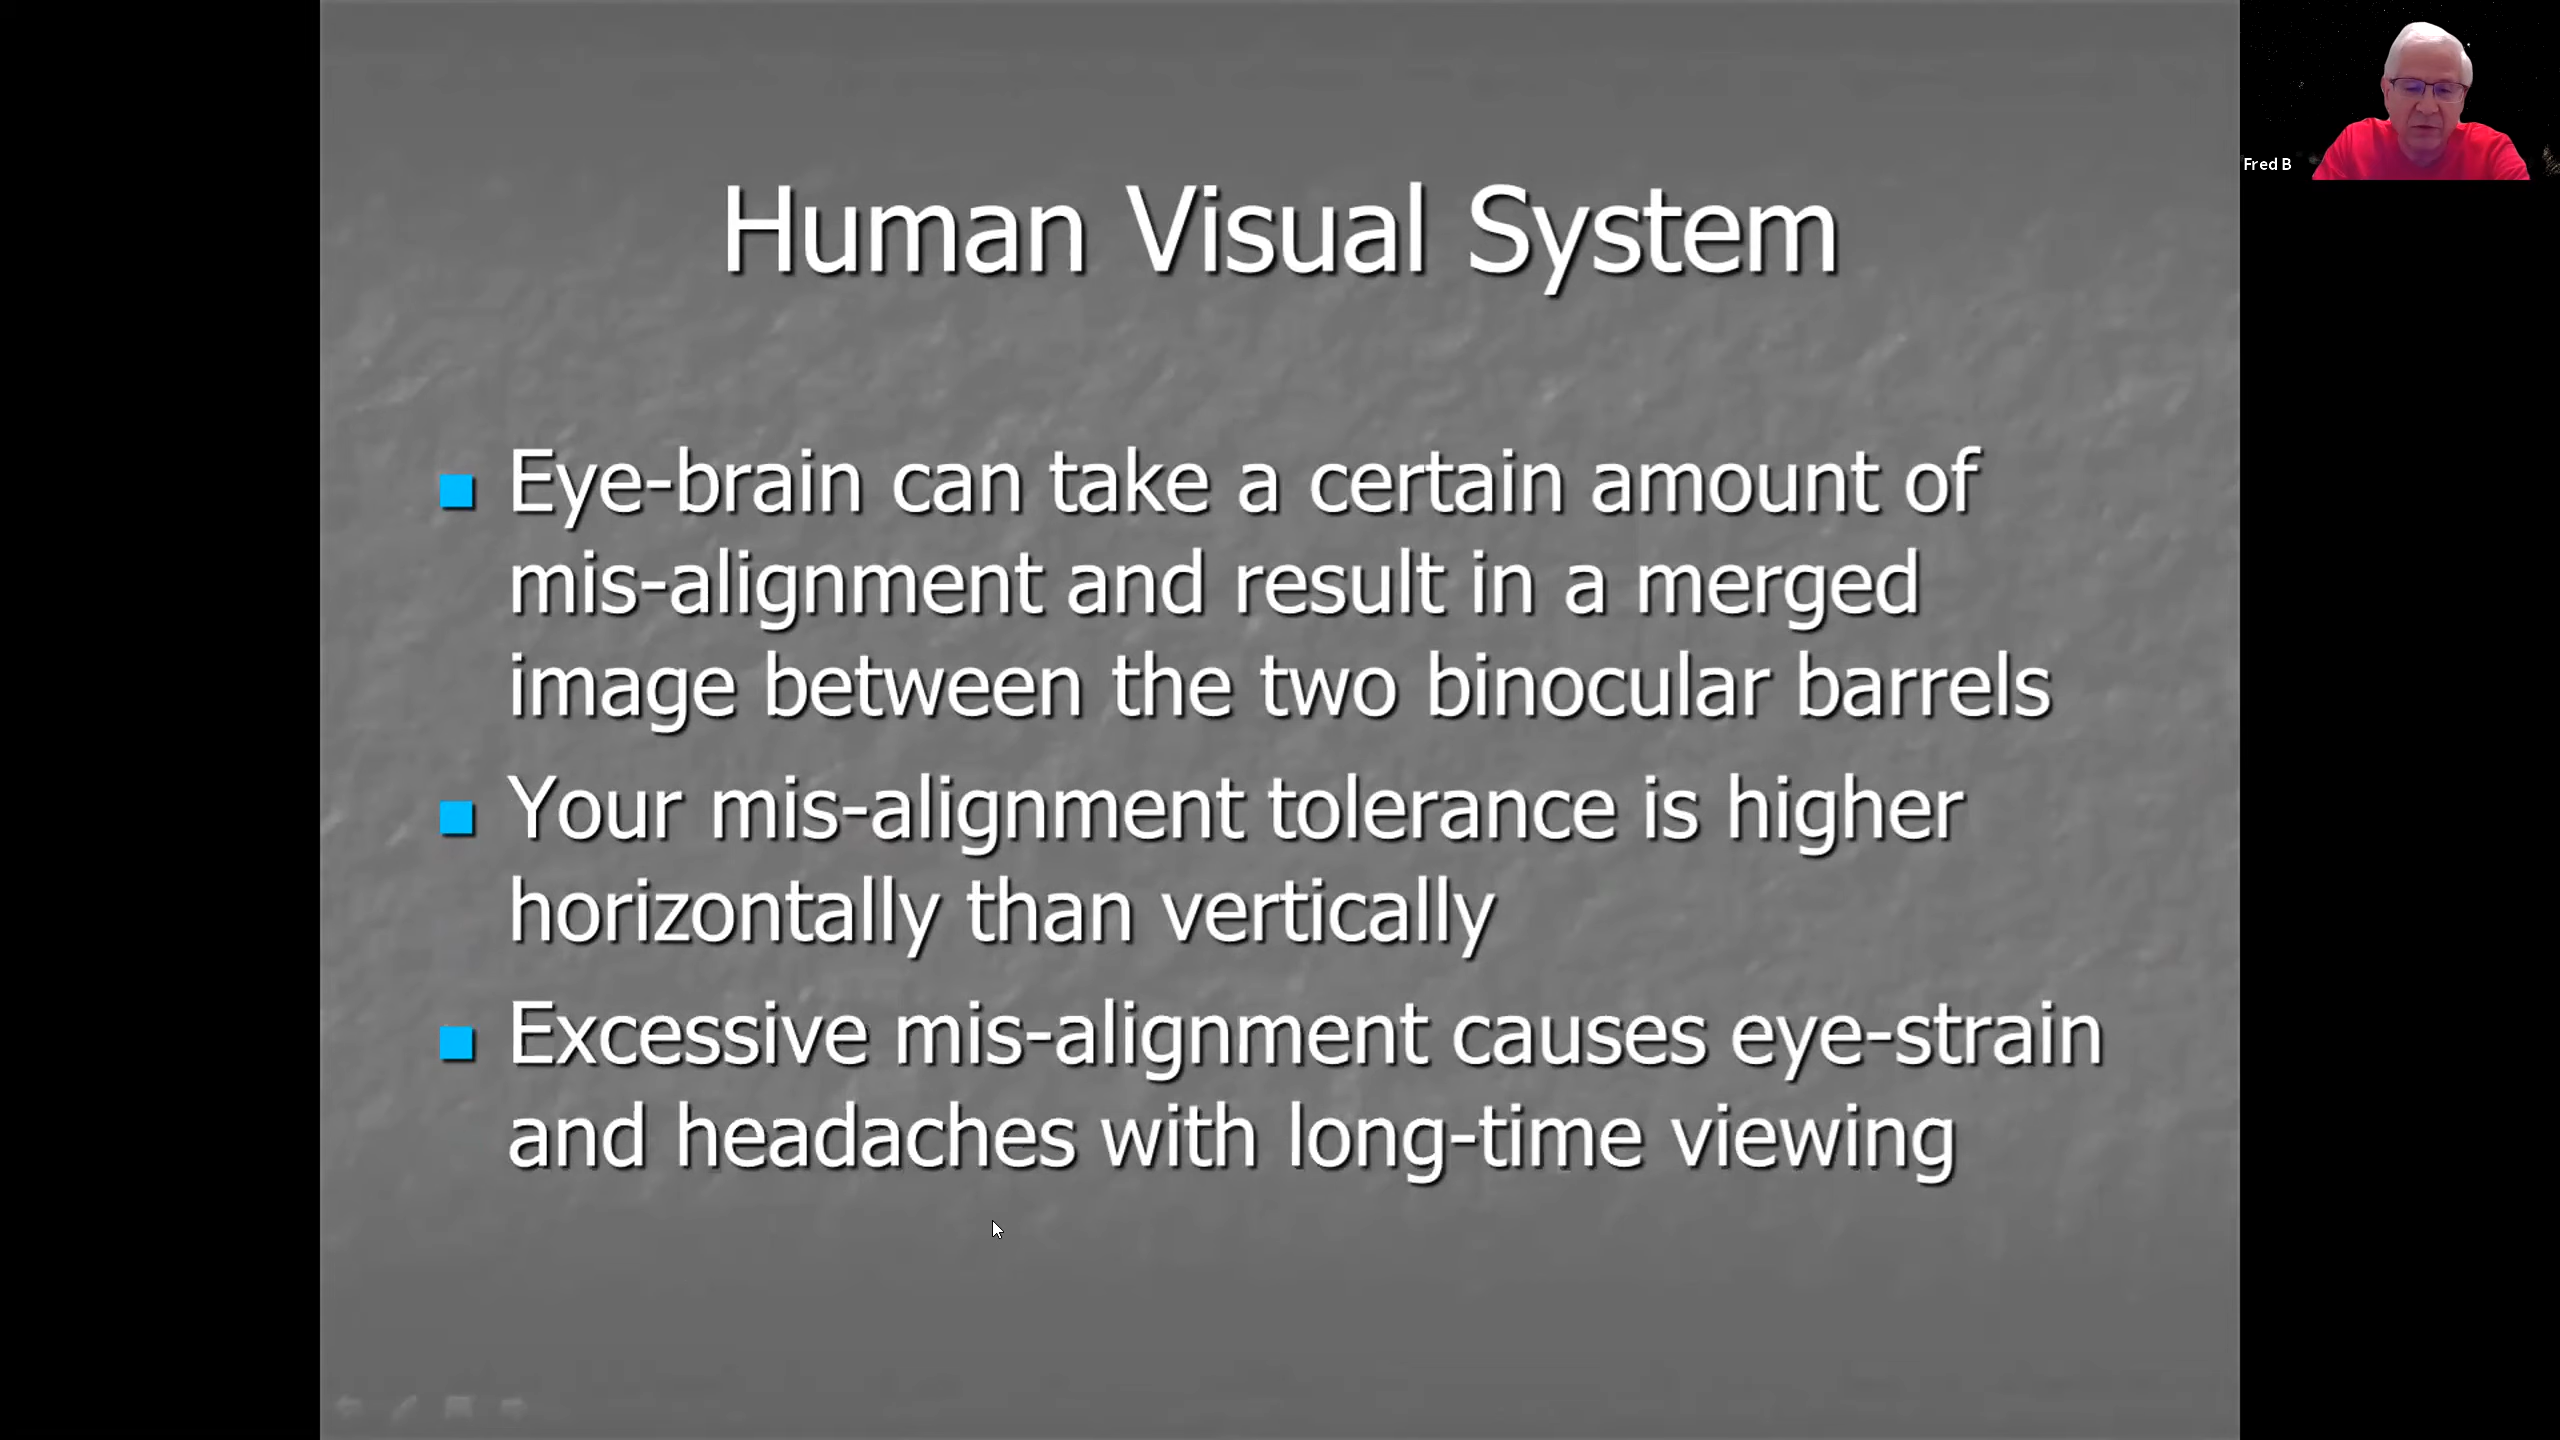 Human Visual System
Eye-brain can take a certain amount of
mis-alignment and result in a merged
image between the two binocular barrels
Your mis-alignment tolerance is higher
horizontally than vertically
Excessive mis-alignment causes eye-strain
and headaches with long-time viewing
Fred B